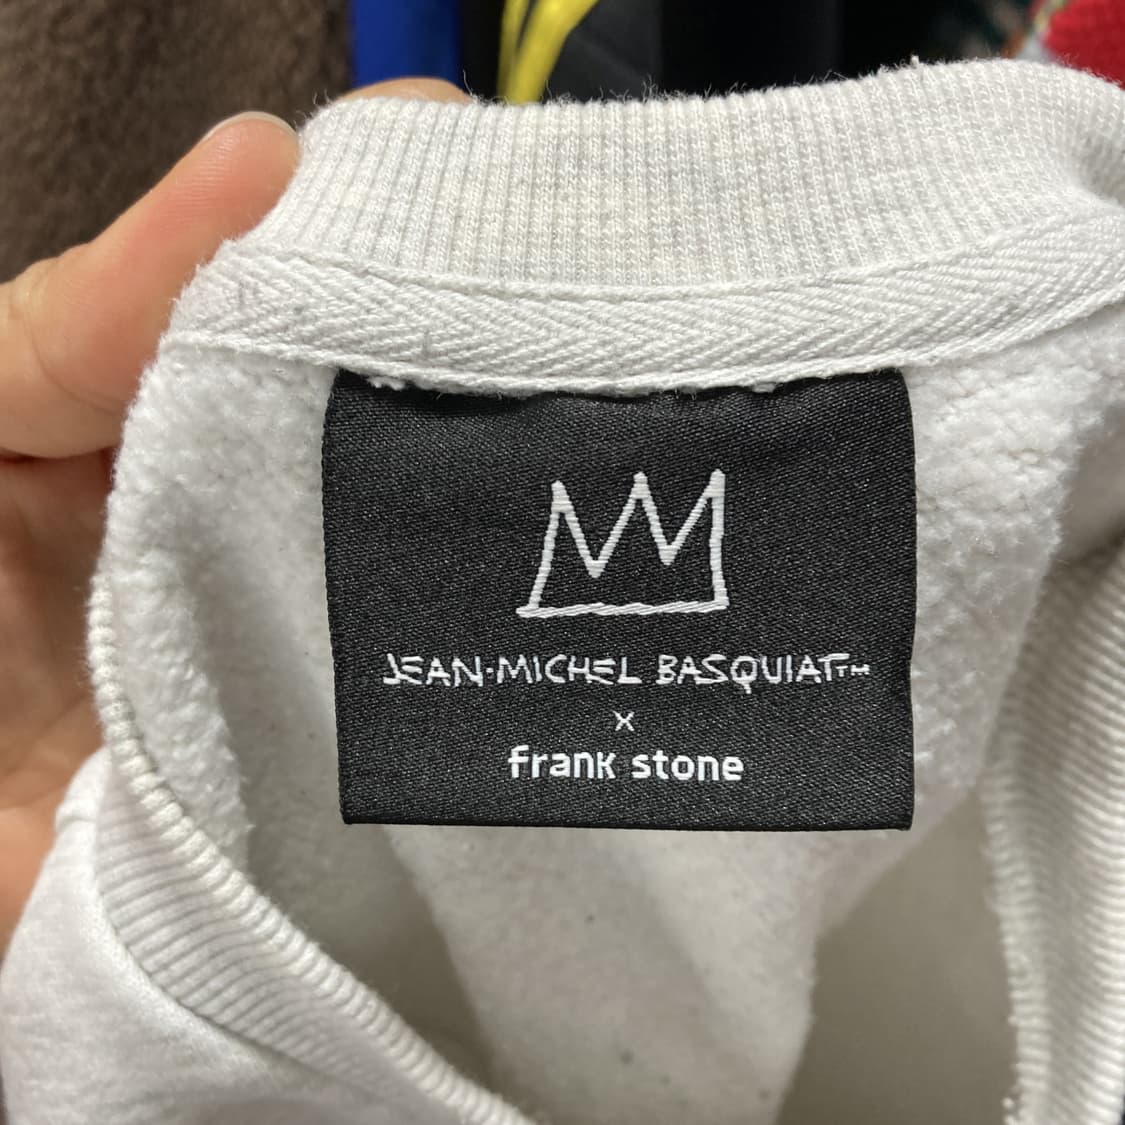 JEAN-MICHEL BASQUIAT™
x
frank stone